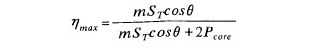 η_max = mS_T cosθ / (mS_T cosθ + 2P_core)